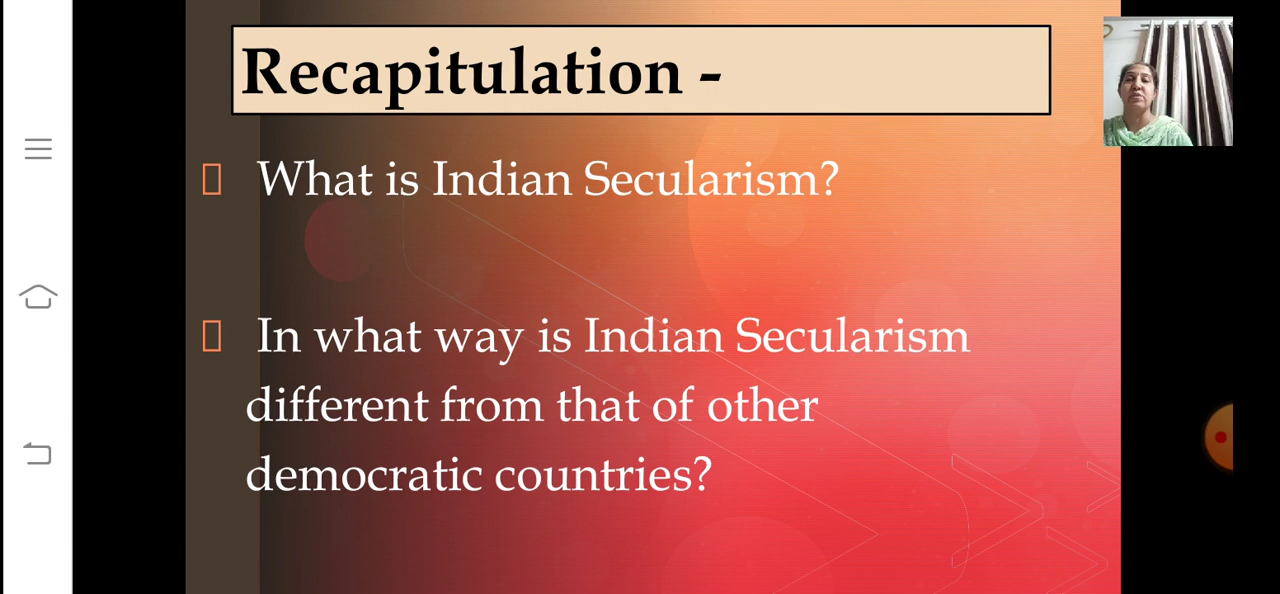 Recapitulation -
What is Indian Secularism?
In what way is Indian Secularism
different from that of other
democratic countries?